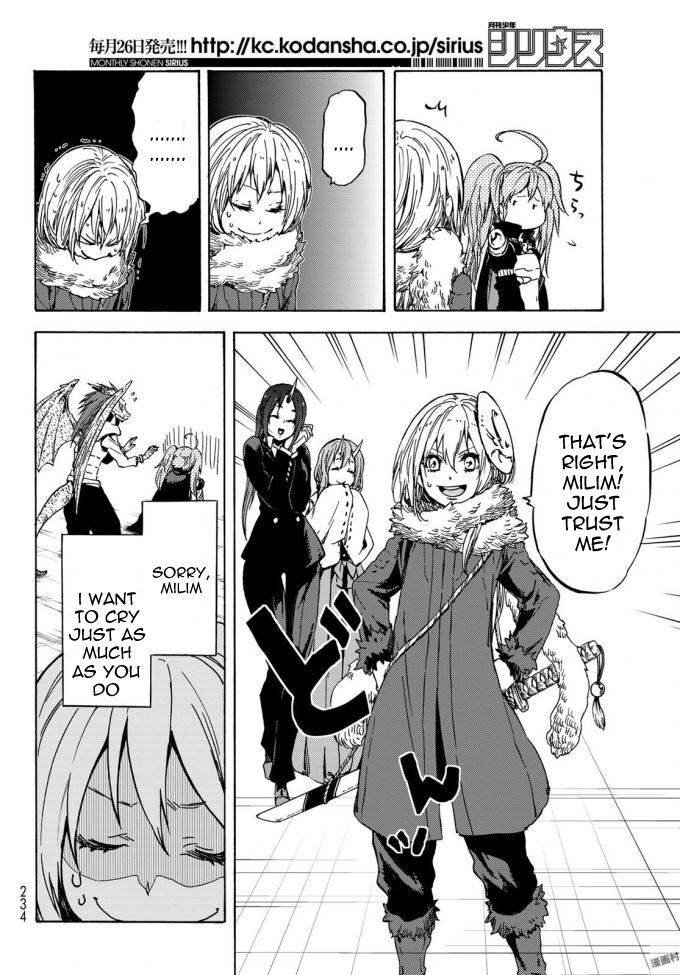 毎月26日発売!!! http://kc.kodansha.co.jp/sirius
MONTHLY SHONEN SIRIUS
月刊少年
シリウス
ちらっ
....
........
........
THAT'S
RIGHT,
MILIM!
JUST
TRUST
ME!
どんッ
SORRY,
MILIM
I WANT
TO CRY
JUST AS
MUCH
AS YOU
DO
234
漫画村